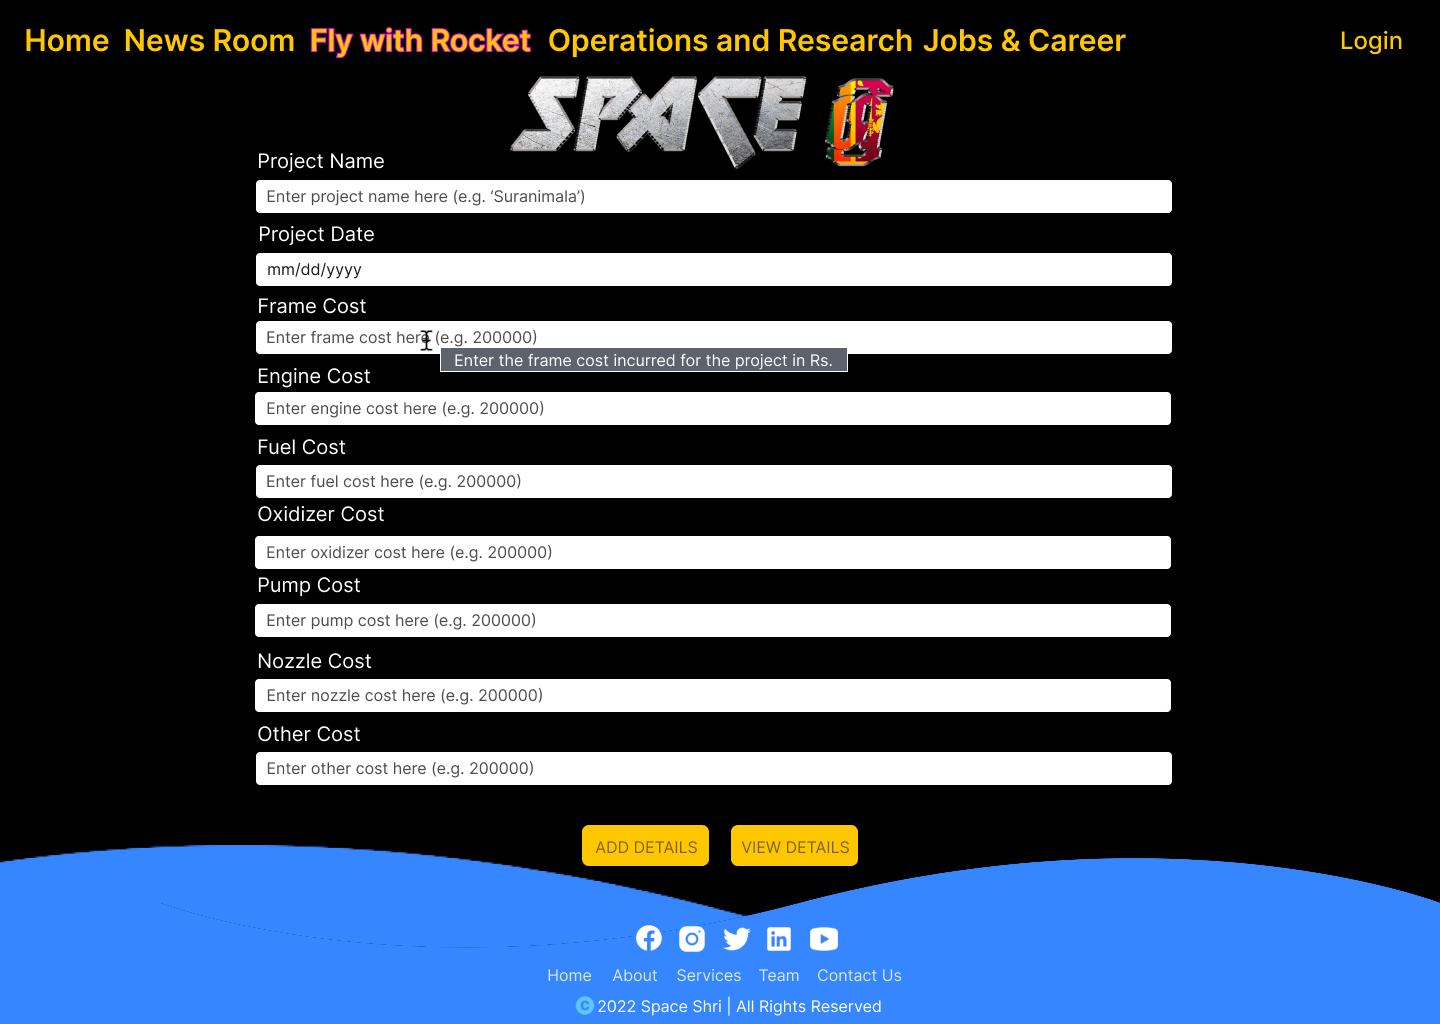 Home News Room Fly with Rocket Operations and Research Jobs & Career Login
SPACE
Project Name
Enter project name here (e.g. ‘Suranimala’)
Project Date
mm/dd/yyyy
Frame Cost
Enter frame cost here (e.g. 200000)
Enter the frame cost incurred for the project in Rs.
Engine Cost
Enter engine cost here (e.g. 200000)
Fuel Cost
Enter fuel cost here (e.g. 200000)
Oxidizer Cost
Enter oxidizer cost here (e.g. 200000)
Pump Cost
Enter pump cost here (e.g. 200000)
Nozzle Cost
Enter nozzle cost here (e.g. 200000)
Other Cost
Enter other cost here (e.g. 200000)
ADD DETAILS VIEW DETAILS
Home About Services Team Contact Us
© 2022 Space Shri | All Rights Reserved